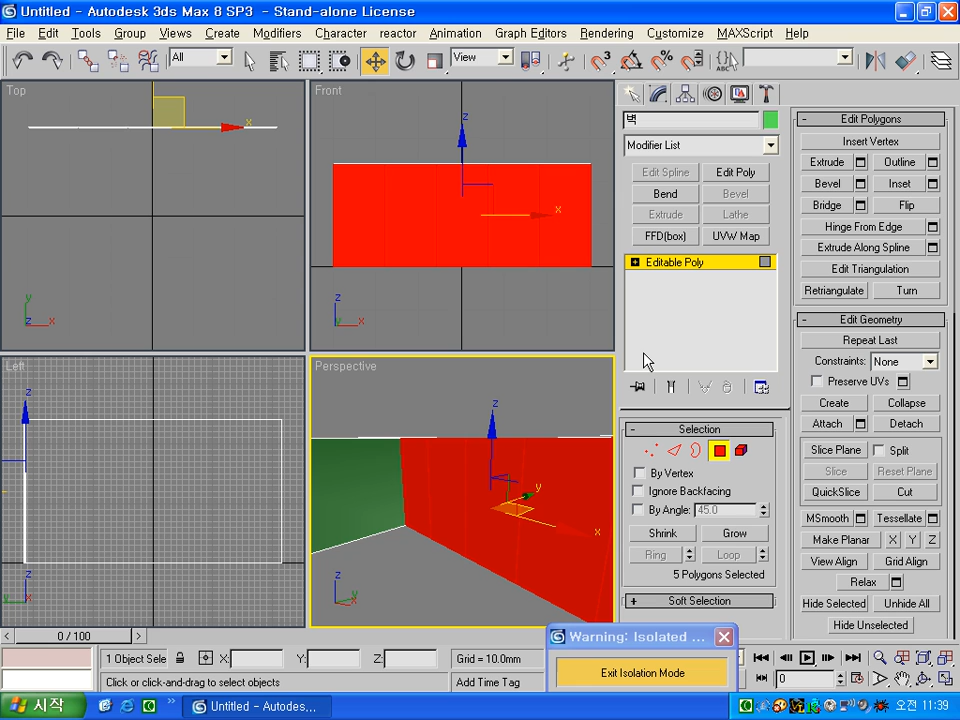 Untitled - Autodesk 3ds Max 8 SP3 - Stand-alone License
File Edit Tools Group Views Create Modifiers Character reactor Animation Graph Editors Rendering Customize MAXScript Help
All View
Top
Front
벽
Modifier List
Edit Spline Edit Poly
Bend Bevel
Extrude Lathe
FFD(box) UVW Map
Editable Poly
Left
Perspective
- Selection
By Vertex
Ignore Backfacing
By Angle: 45.0
Shrink Grow
Ring Loop
5 Polygons Selected
+ Soft Selection
- Edit Polygons
Insert Vertex
Extrude Outline
Bevel Inset
Bridge Flip
Hinge From Edge
Extrude Along Spline
Edit Triangulation
Retriangulate Turn
- Edit Geometry
Repeat Last
Constraints: None
Preserve UVs
Create Collapse
Attach Detach
Slice Plane Split
Slice Reset Plane
QuickSlice Cut
MSmooth Tessellate
Make Planar X Y Z
View Align Grid Align
Relax
Hide Selected Unhide All
Hide Unselected
< 0 / 100 >
Warning: Isolated ...
Exit Isolation Mode
1 Object Sele X: Y: Z: Grid = 10.0mm
Click or click-and-drag to select objects Add Time Tag
0
시작 Untitled - Autodes... 오전 11:39